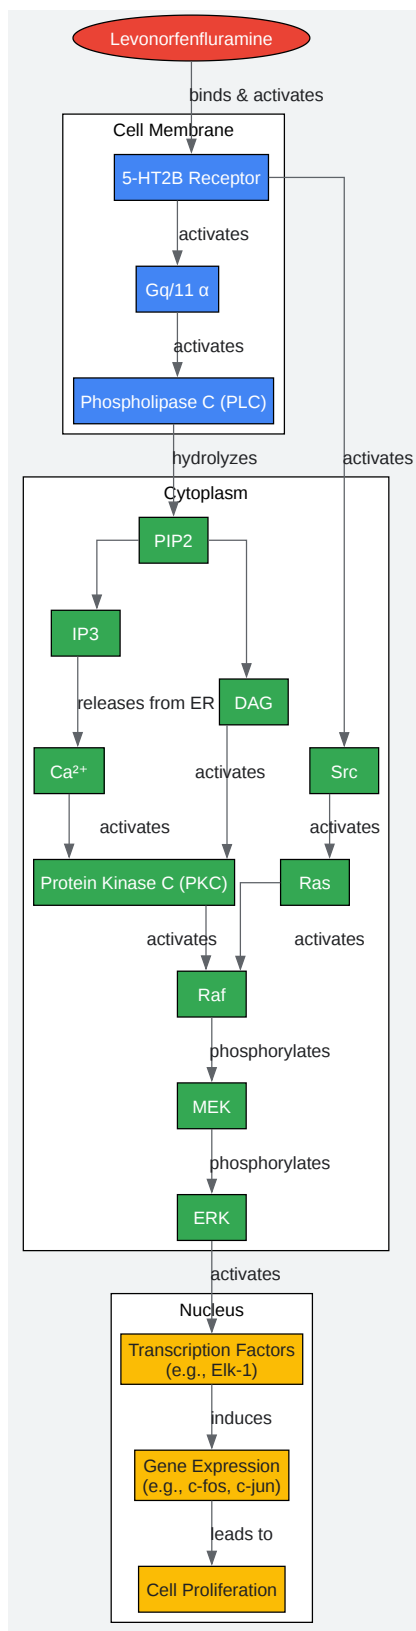 Levonorfenfluramine
binds & activates
Cell Membrane
5-HT2B Receptor
activates
Gq/11 α
activates
Phospholipase C (PLC)
hydrolyzes
activates
Cytoplasm
PIP2
IP3
releases from ER
DAG
Ca²⁺
activates
Src
activates
activates
Protein Kinase C (PKC)
Ras
activates
activates
Raf
phosphorylates
MEK
phosphorylates
ERK
activates
Nucleus
Transcription Factors
(e.g., Elk-1)
induces
Gene Expression
(e.g., c-fos, c-jun)
leads to
Cell Proliferation